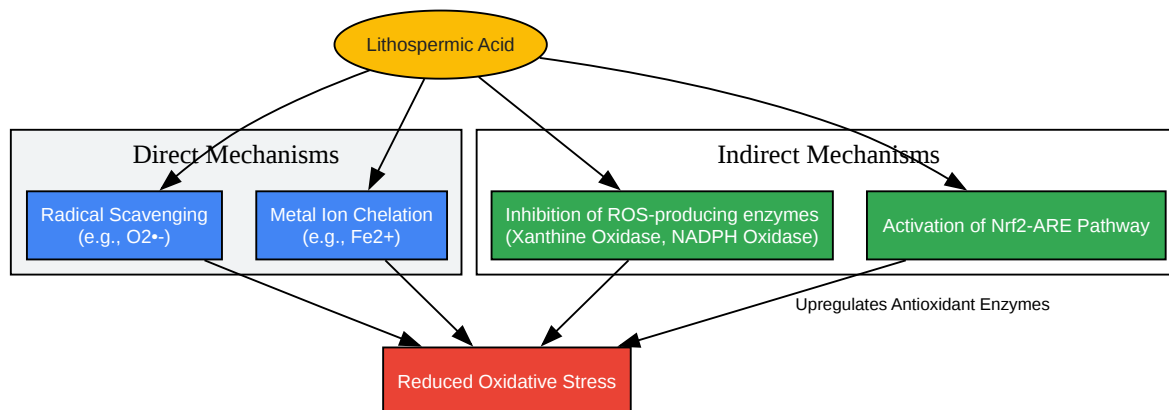 Lithospermic Acid
Direct Mechanisms
Indirect Mechanisms
Radical Scavenging
(e.g., O2•-)
Metal Ion Chelation
(e.g., Fe2+)
Inhibition of ROS-producing enzymes
(Xanthine Oxidase, NADPH Oxidase)
Activation of Nrf2-ARE Pathway
Upregulates Antioxidant Enzymes
Reduced Oxidative Stress